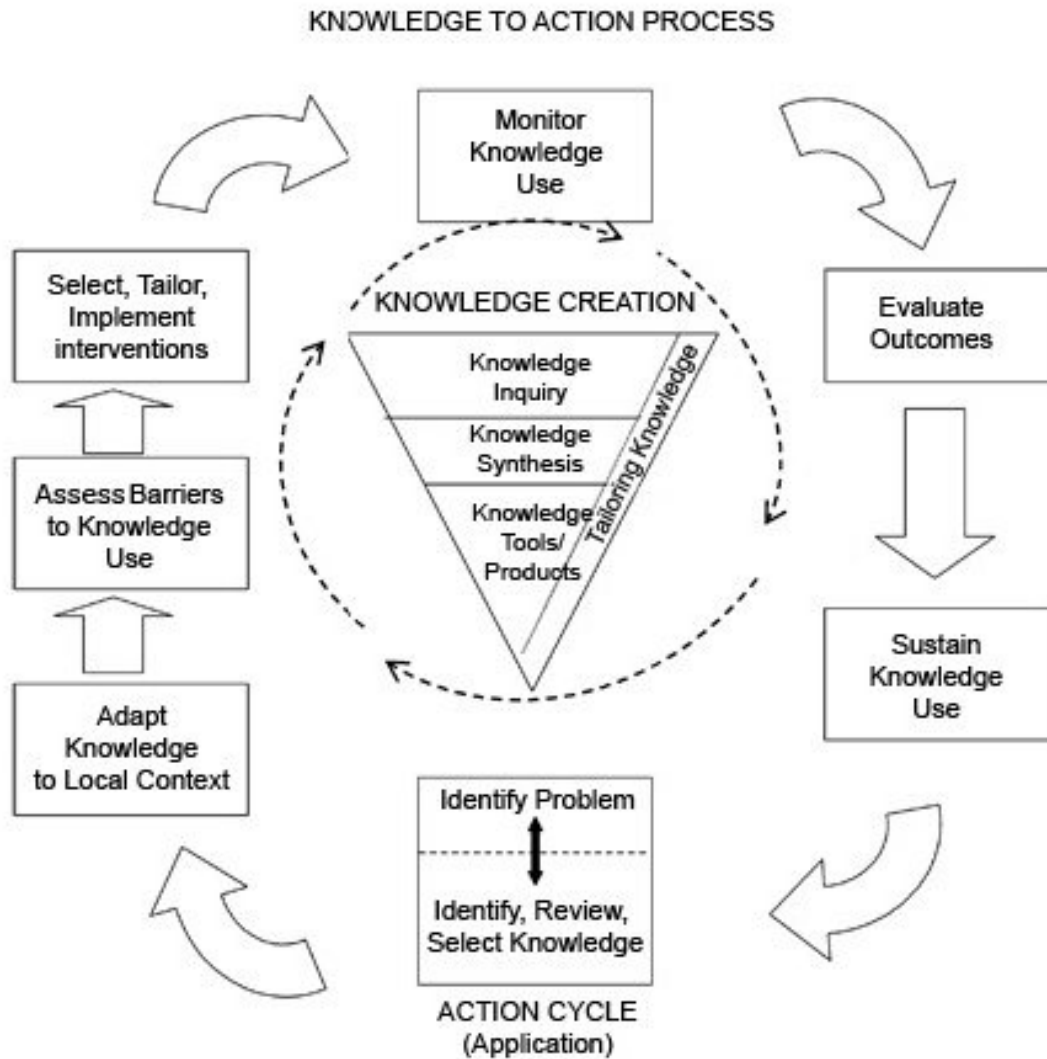 KNOWLEDGE TO ACTION PROCESS
Monitor
Knowledge
Use
Select, Tailor,
Implement
interventions
KNOWLEDGE CREATION
Evaluate
Outcomes
Knowledge
Inquiry
Knowledge
Synthesis
Knowledge
Tools/
Products
Tailoring Knowledge
Assess Barriers
to Knowledge
Use
Sustain
Knowledge
Use
Adapt
Knowledge
to Local Context
Identify Problem
Identify, Review,
Select Knowledge
ACTION CYCLE
(Application)